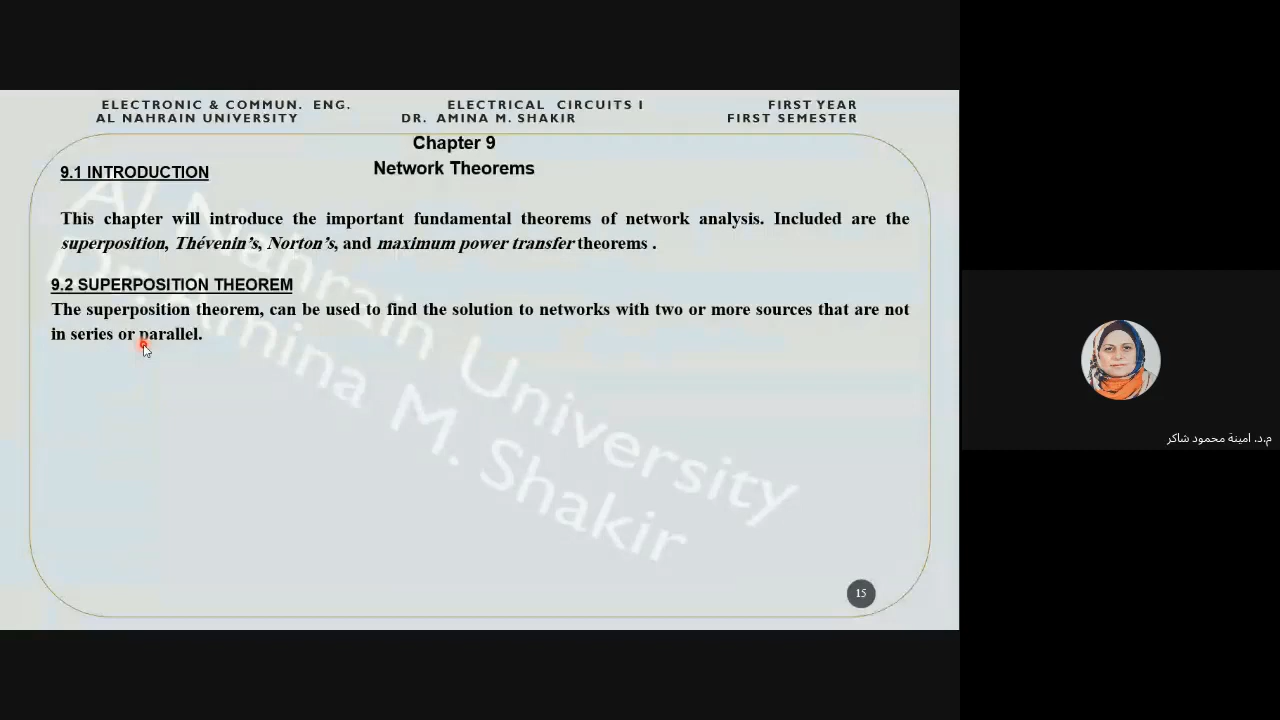 ELECTRONIC & COMMUN. ENG. ELECTRICAL CIRCUITS I FIRST YEAR
AL NAHRAIN UNIVERSITY DR. AMINA M. SHAKIR FIRST SEMESTER
Chapter 9
Network Theorems
9.1 INTRODUCTION
This chapter will introduce the important fundamental theorems of network analysis. Included are the
superposition, Thévenin's, Norton's, and maximum power transfer theorems .
9.2 SUPERPOSITION THEOREM
The superposition theorem, can be used to find the solution to networks with two or more sources that are not
in series or parallel.
Al Nahrain University
Dr. Amina M. Shakir
15
م.د. امينة محمود شاكر